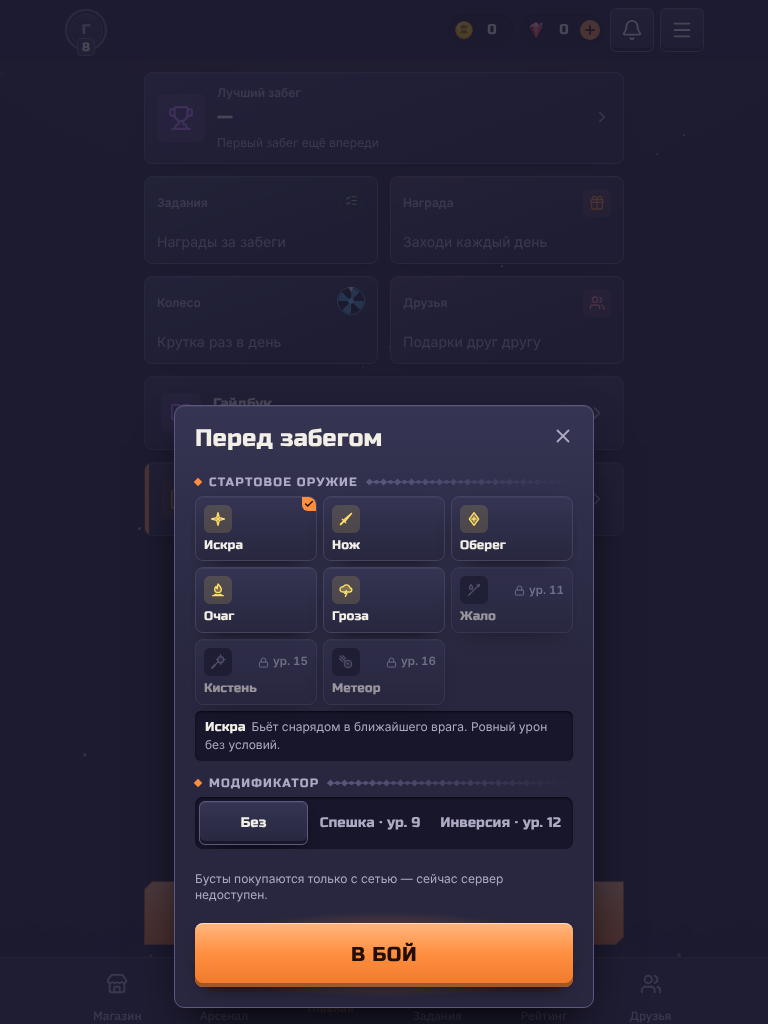 Г
8
0
0
Лучший забег
—
Первый забег ещё впереди
Задания
Награды за забеги
Награда
Заходи каждый день
Колесо
Крутка раз в день
Друзья
Подарки друг другу
Гайдбук
Перед забегом
СТАРТОВОЕ ОРУЖИЕ
Искра
Нож
Оберег
Очаг
Гроза
ур. 11
Жало
ур. 15
Кистень
ур. 16
Метеор
Искра Бьёт снарядом в ближайшего врага. Ровный урон
без условий.
МОДИФИКАТОР
Без
Спешка · ур. 9
Инверсия · ур. 12
Бусты покупаются только с сетью — сейчас сервер
недоступен.
В БОЙ
Магазин
Арсенал
Главная
Задания
Рейтинг
Друзья